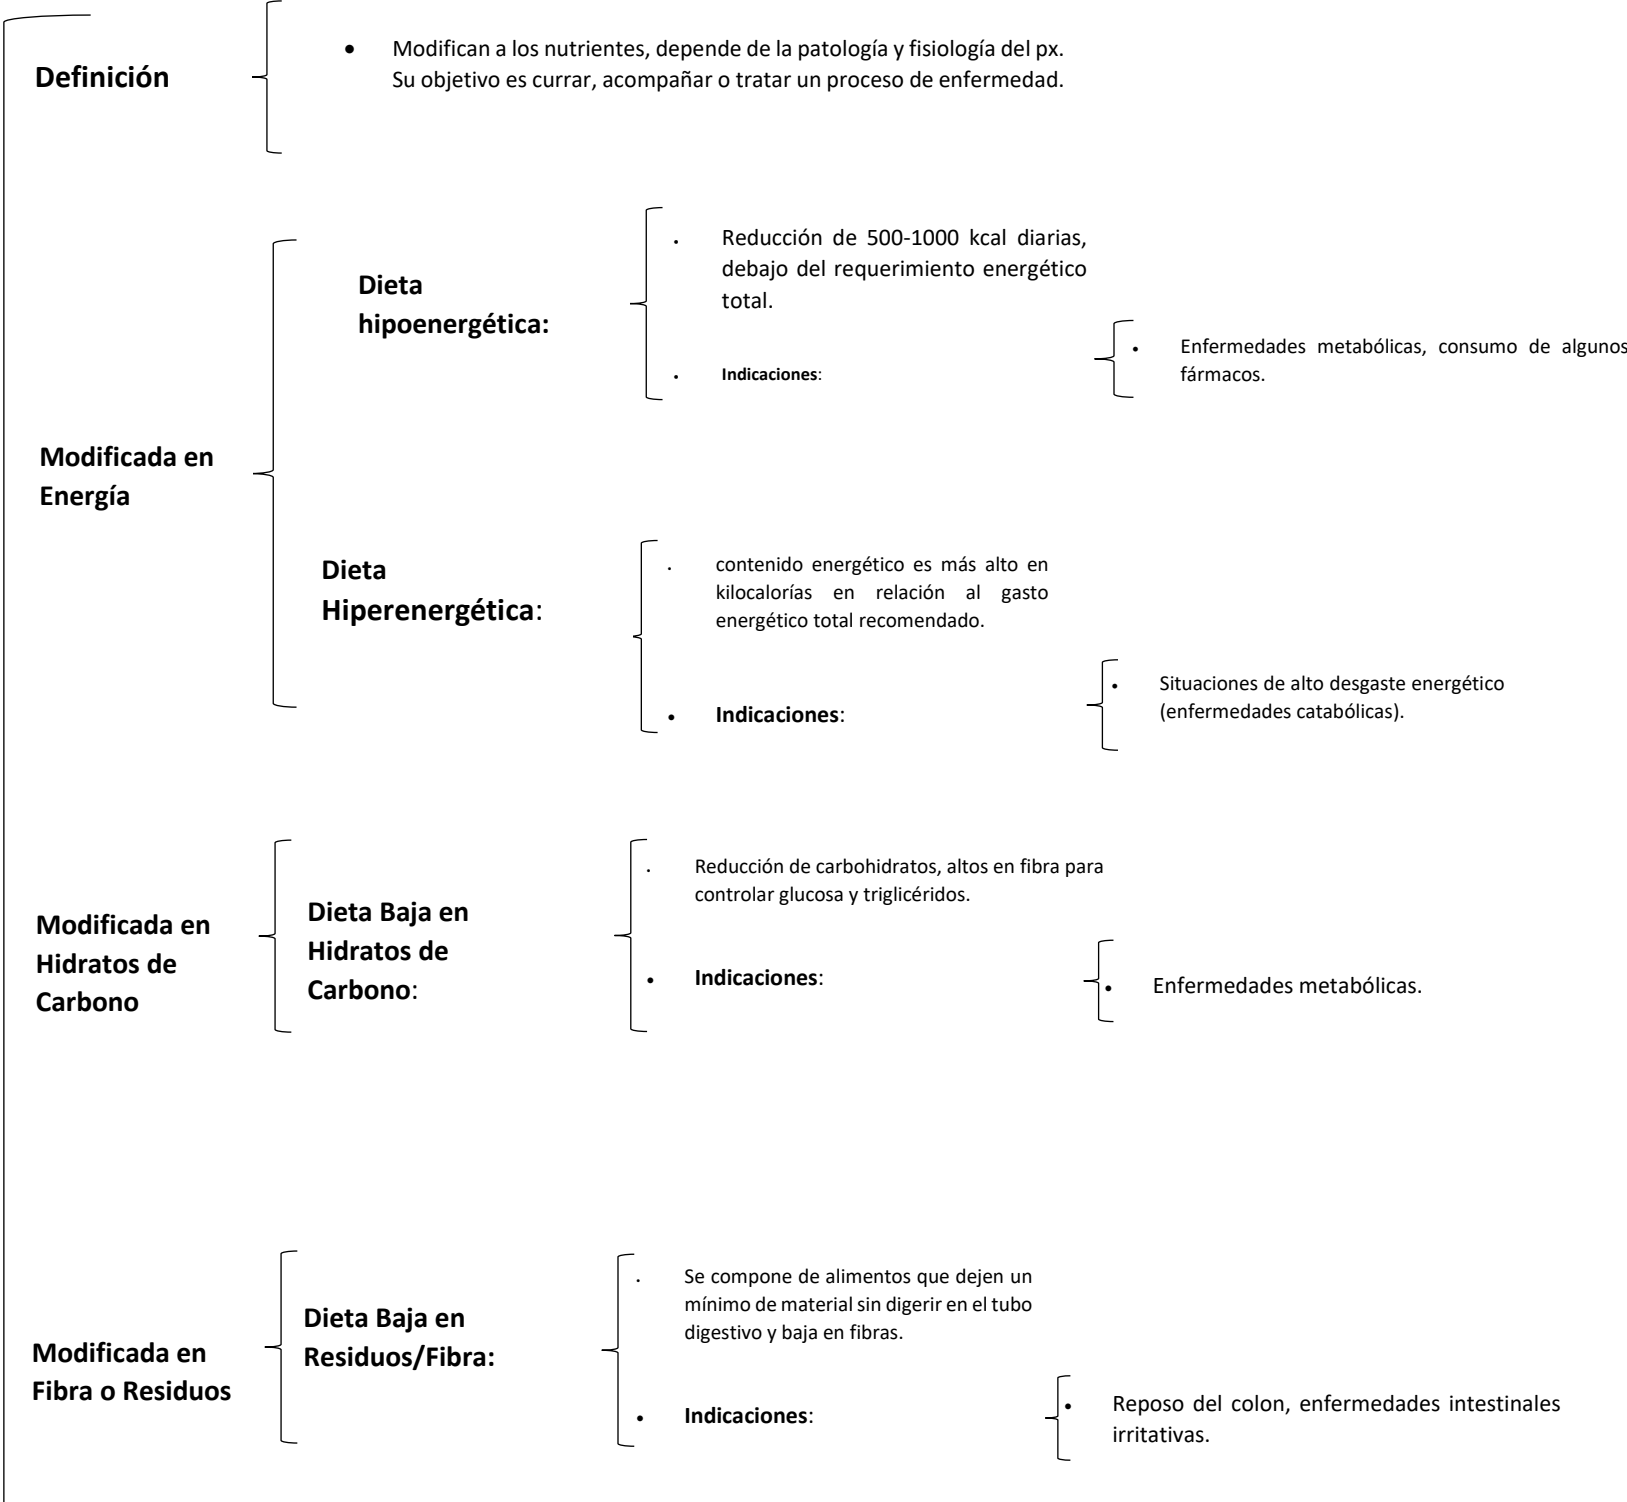 Definición
• Modifican a los nutrientes, depende de la patología y fisiología del px.
Su objetivo es currar, acompañar o tratar un proceso de enfermedad.
Modificada en
Energía
Dieta
hipoenergética:
• Reducción de 500-1000 kcal diarias,
debajo del requerimiento energético
total.
• Indicaciones:
• Enfermedades metabólicas, consumo de algunos
fármacos.
Dieta
Hiperenergética:
• contenido energético es más alto en
kilocalorías en relación al gasto
energético total recomendado.
• Indicaciones:
• Situaciones de alto desgaste energético
(enfermedades catabólicas).
Modificada en
Hidratos de
Carbono
Dieta Baja en
Hidratos de
Carbono:
• Reducción de carbohidratos, altos en fibra para
controlar glucosa y triglicéridos.
• Indicaciones:
• Enfermedades metabólicas.
Modificada en
Fibra o Residuos
Dieta Baja en
Residuos/Fibra:
• Se compone de alimentos que dejen un
mínimo de material sin digerir en el tubo
digestivo y baja en fibras.
• Indicaciones:
• Reposo del colon, enfermedades intestinales
irritativas.